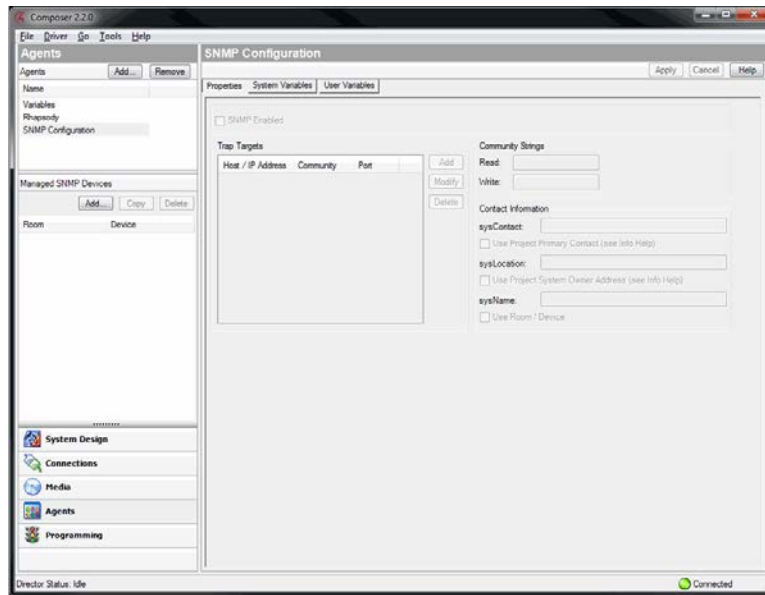 Composer 2.2.0
File Driver Go Tools Help
Agents
SNMP Configuration
Agents Add... Remove
Apply Cancel Help
Name
Properties System Variables User Variables
Variables
Rhapsody
SNMP Configuration
SNMP Enabled
Trap Targets
Host / IP Address Community Port
Add
Modify
Delete
Community Strings
Read:
Write:
Managed SNMP Devices
Add... Copy Delete
Room Device
Contact Information
sysContact:
Use Project Primary Contact (see Info Help)
sysLocation:
Use Project System Owner Address (see Info Help)
sysName:
Use Room / Device
System Design
Connections
Media
Agents
Programming
Director Status: Idle
Connected